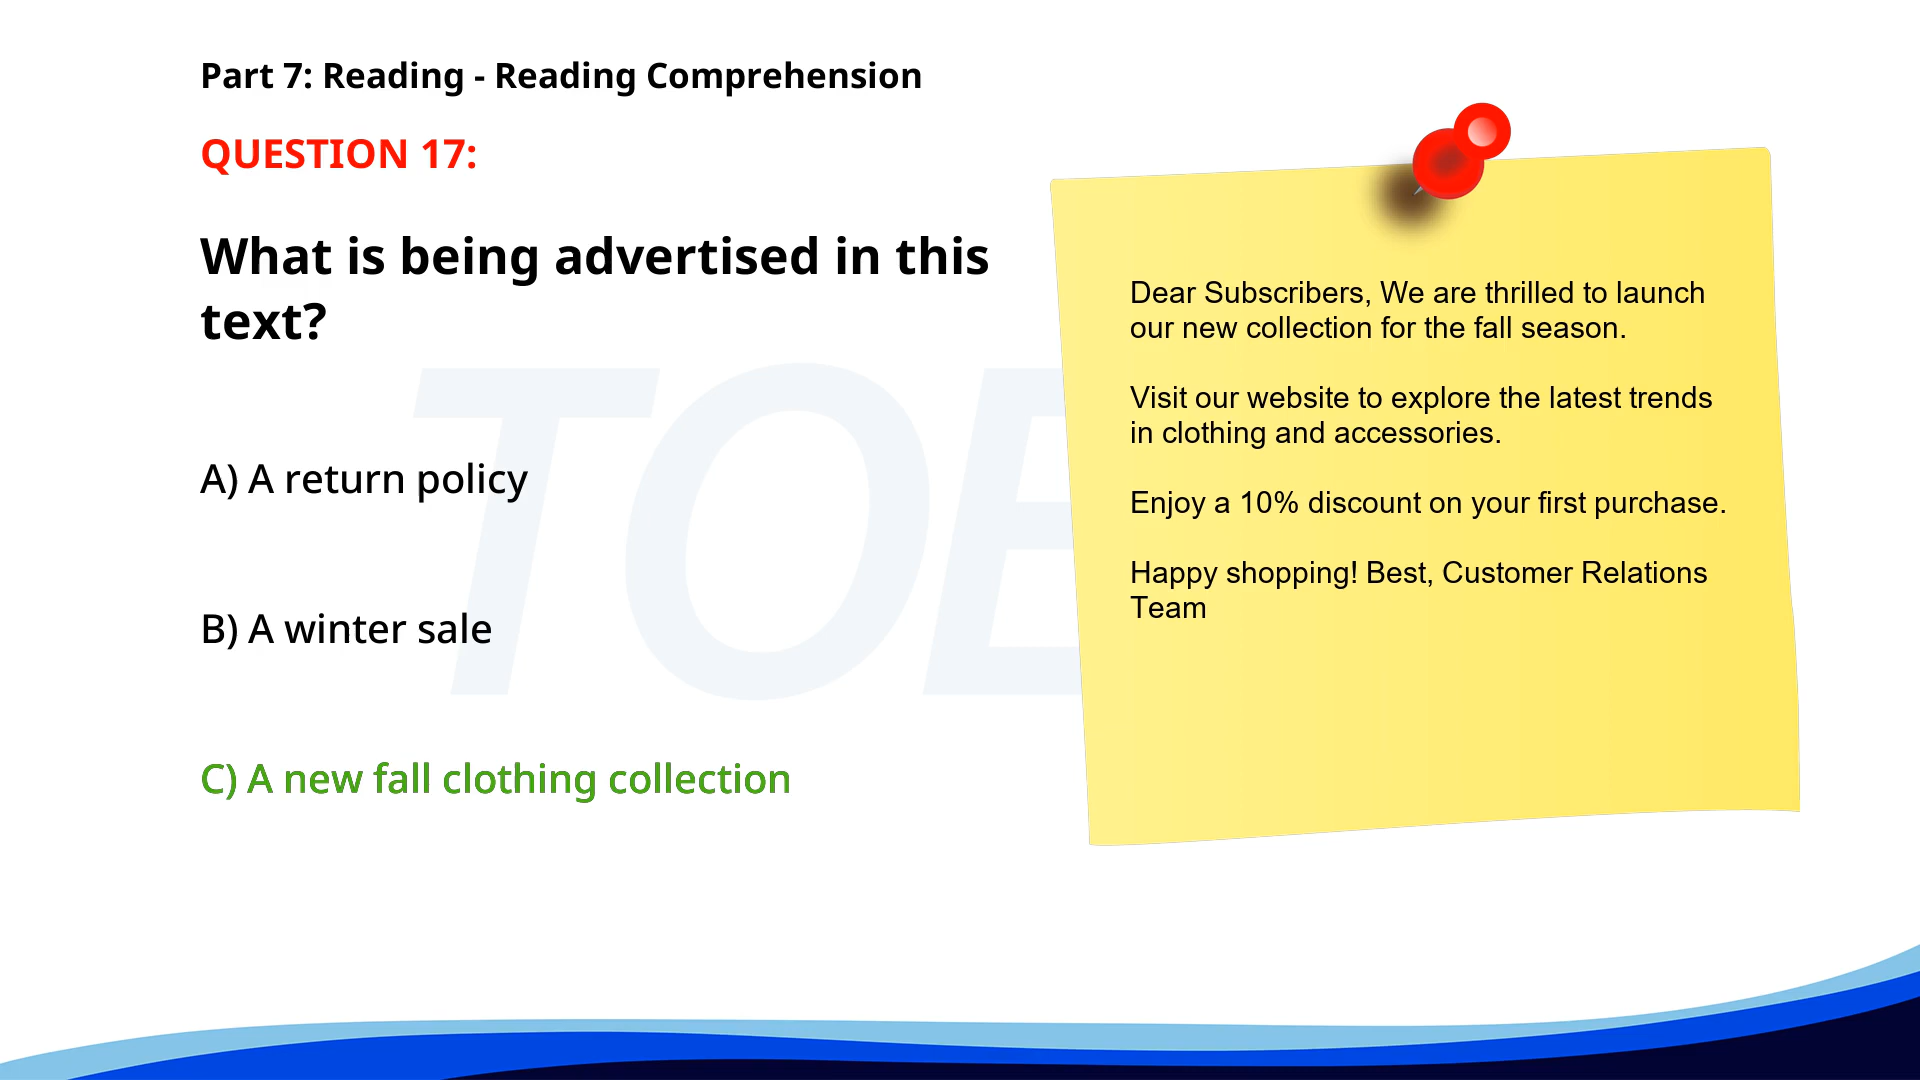 Part 7: Reading - Reading Comprehension
QUESTION 17:
What is being advertised in this
text?
A) A return policy
B) A winter sale
C) A new fall clothing collection
Dear Subscribers, We are thrilled to launch
our new collection for the fall season.
Visit our website to explore the latest trends
in clothing and accessories.
Enjoy a 10% discount on your first purchase.
Happy shopping! Best, Customer Relations
Team
TOE